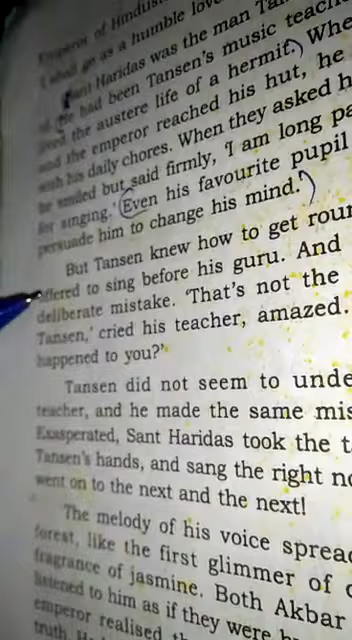 Emperor of Hindus
I shall go as a humble lov
Sant Haridas was the man Tan
of. He had been Tansen's music teach
lived the austere life of a hermit. Whe
and the emperor reached his hut, he
with his daily chores. When they asked h
he smiled but said firmly, 'I am long pa
for singing.' Even his favourite pupil
persuade him to change his mind.'
But Tansen knew how to get roun
offered to sing before his guru. And
deliberate mistake. 'That's not the
Tansen,' cried his teacher, amazed.
happened to you?'
Tansen did not seem to unde
teacher, and he made the same mis
Exasperated, Sant Haridas took the t
Tansen's hands, and sang the right no
went on to the next and the next!
The melody of his voice sprea
forest, like the first glimmer of d
fragrance of jasmine. Both Akbar
listened to him as if they were h
emperor realised th
truth. H